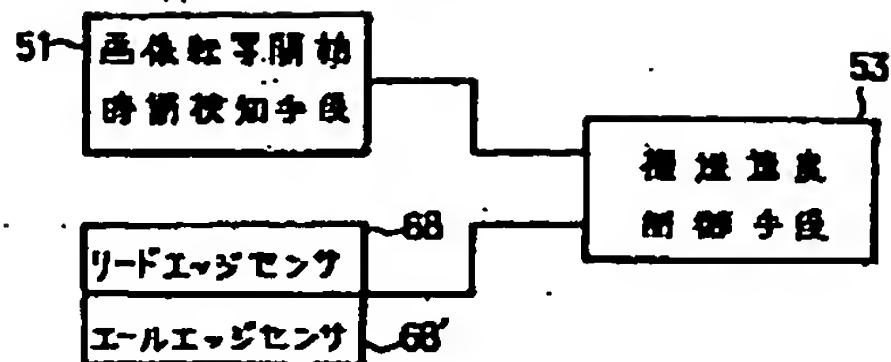 51
画像転写開始
時期検知手段
53
搬送速度
制御手段
68
リードエッジセンサ
エールエッジセンサ
68'